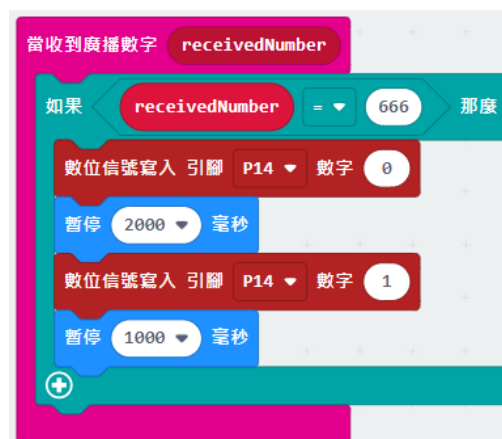 當收到廣播數字 receivedNumber
如果 receivedNumber = 666 那麼
數位信號寫入 引腳 P14 數字 0
暫停 2000 毫秒
數位信號寫入 引腳 P14 數字 1
暫停 1000 毫秒